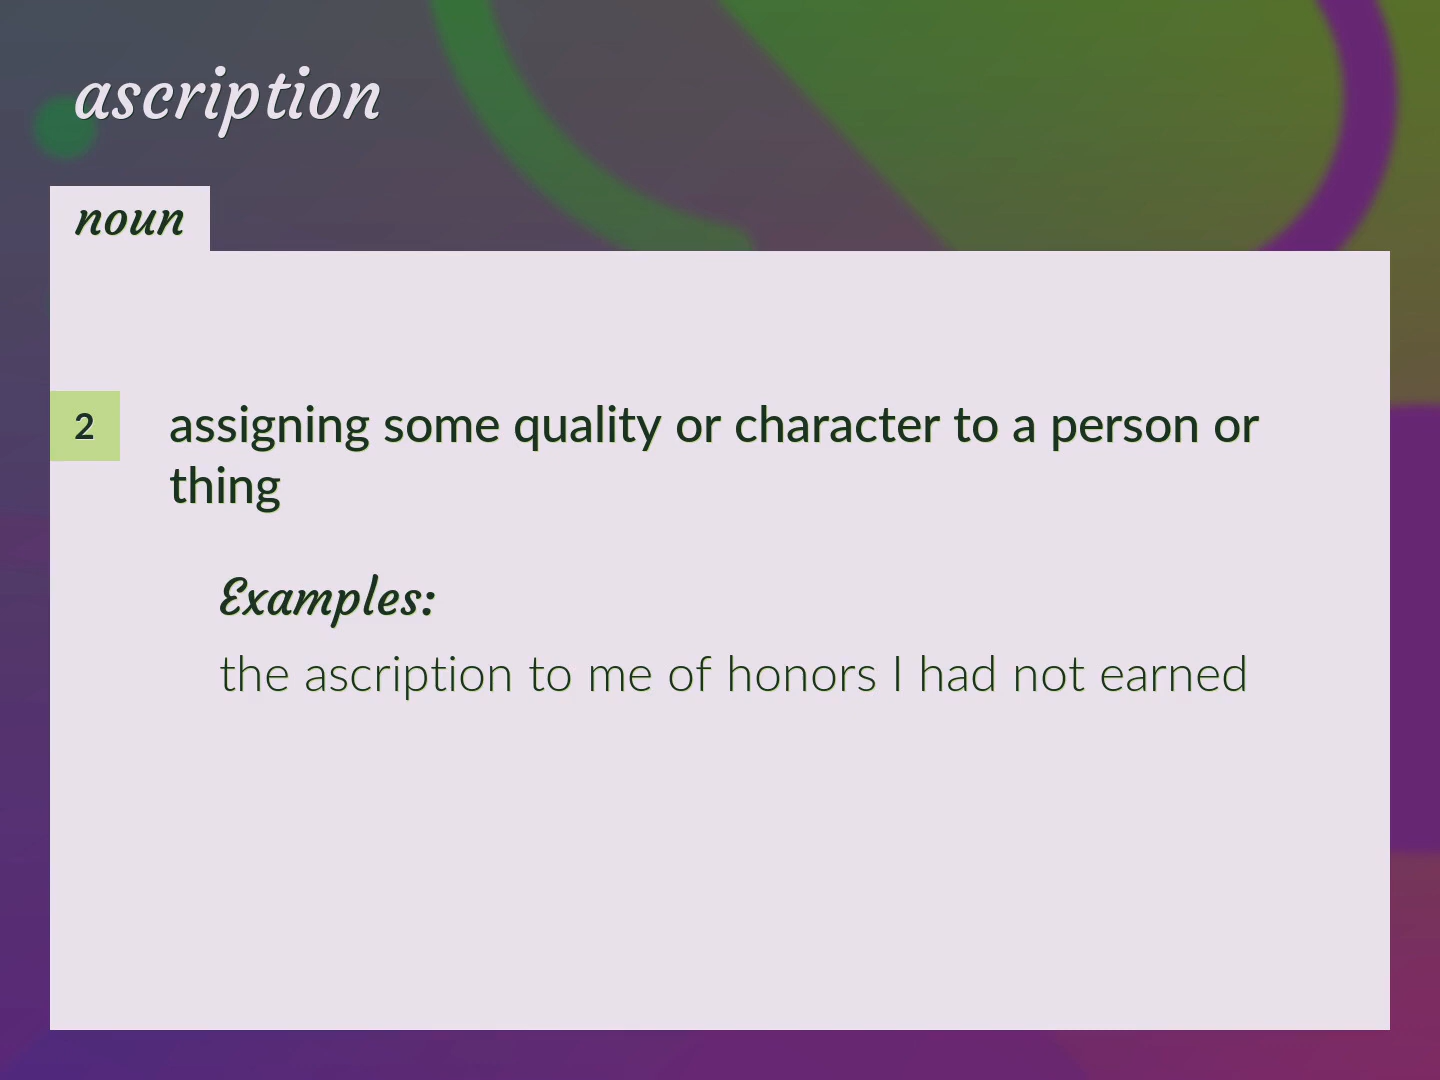 ascription
noun
2
assigning some quality or character to a person or
thing
Examples:
the ascription to me of honors I had not earned